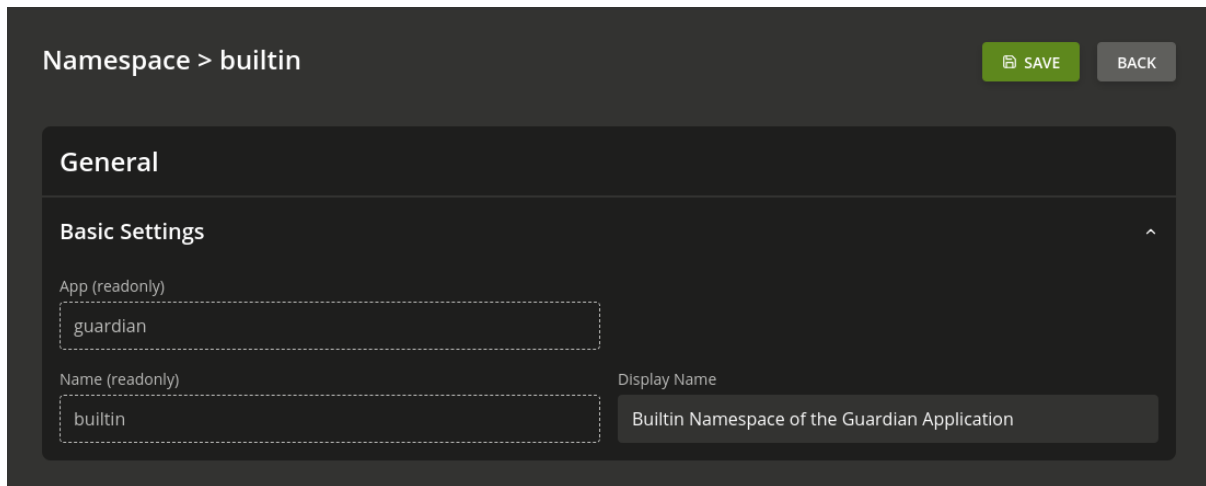 Namespace > builtin
SAVE
BACK
General
Basic Settings
App (readonly)
guardian
Name (readonly)
Display Name
builtin
Builtin Namespace of the Guardian Application